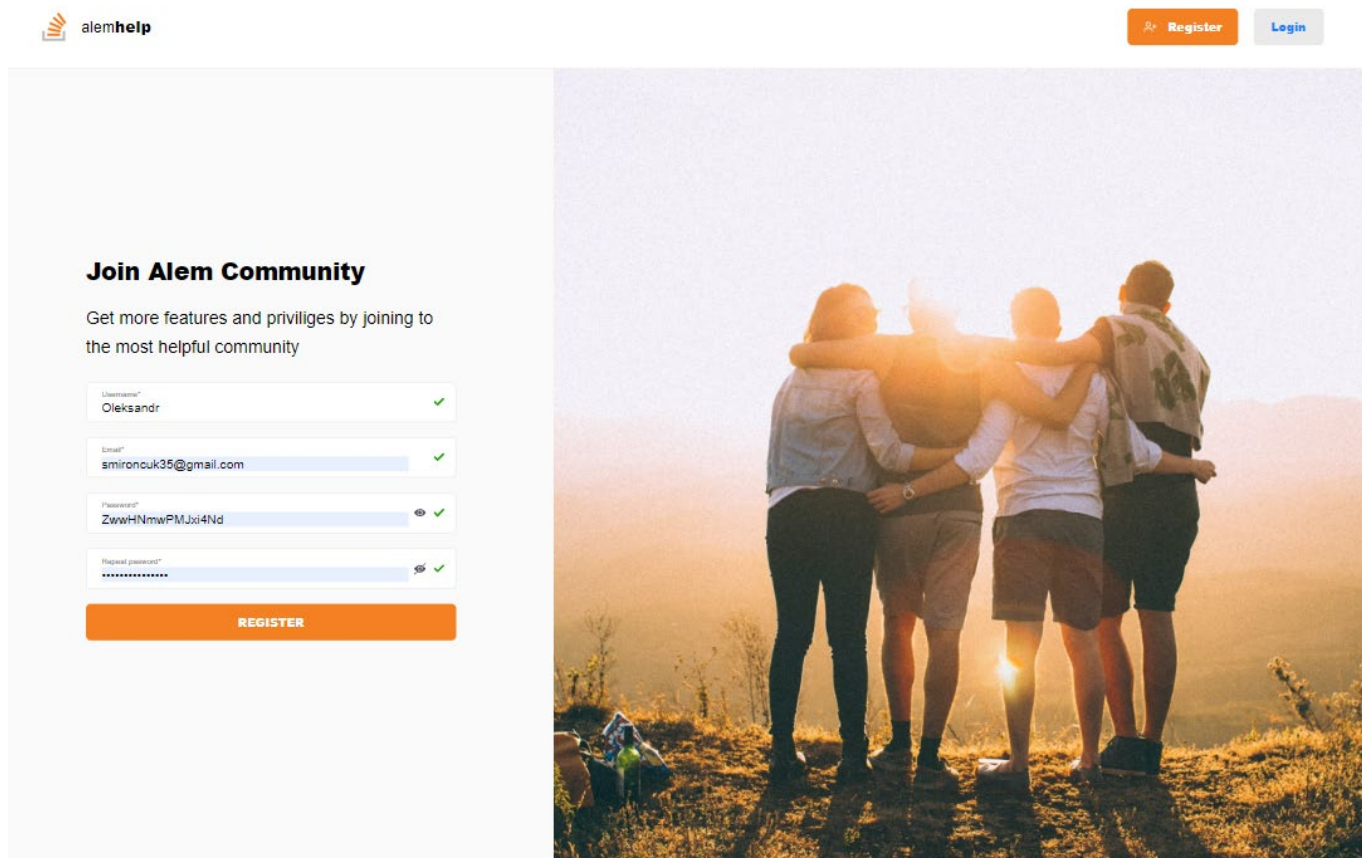 alemhelp
Register
Login
Join Alem Community
Get more features and priviliges by joining to
the most helpful community
Username*
Oleksandr
Email*
smironcuk35@gmail.com
Password*
ZwwHNmwPMJxi4Nd
Repeat password*
•••••••••••••••
REGISTER